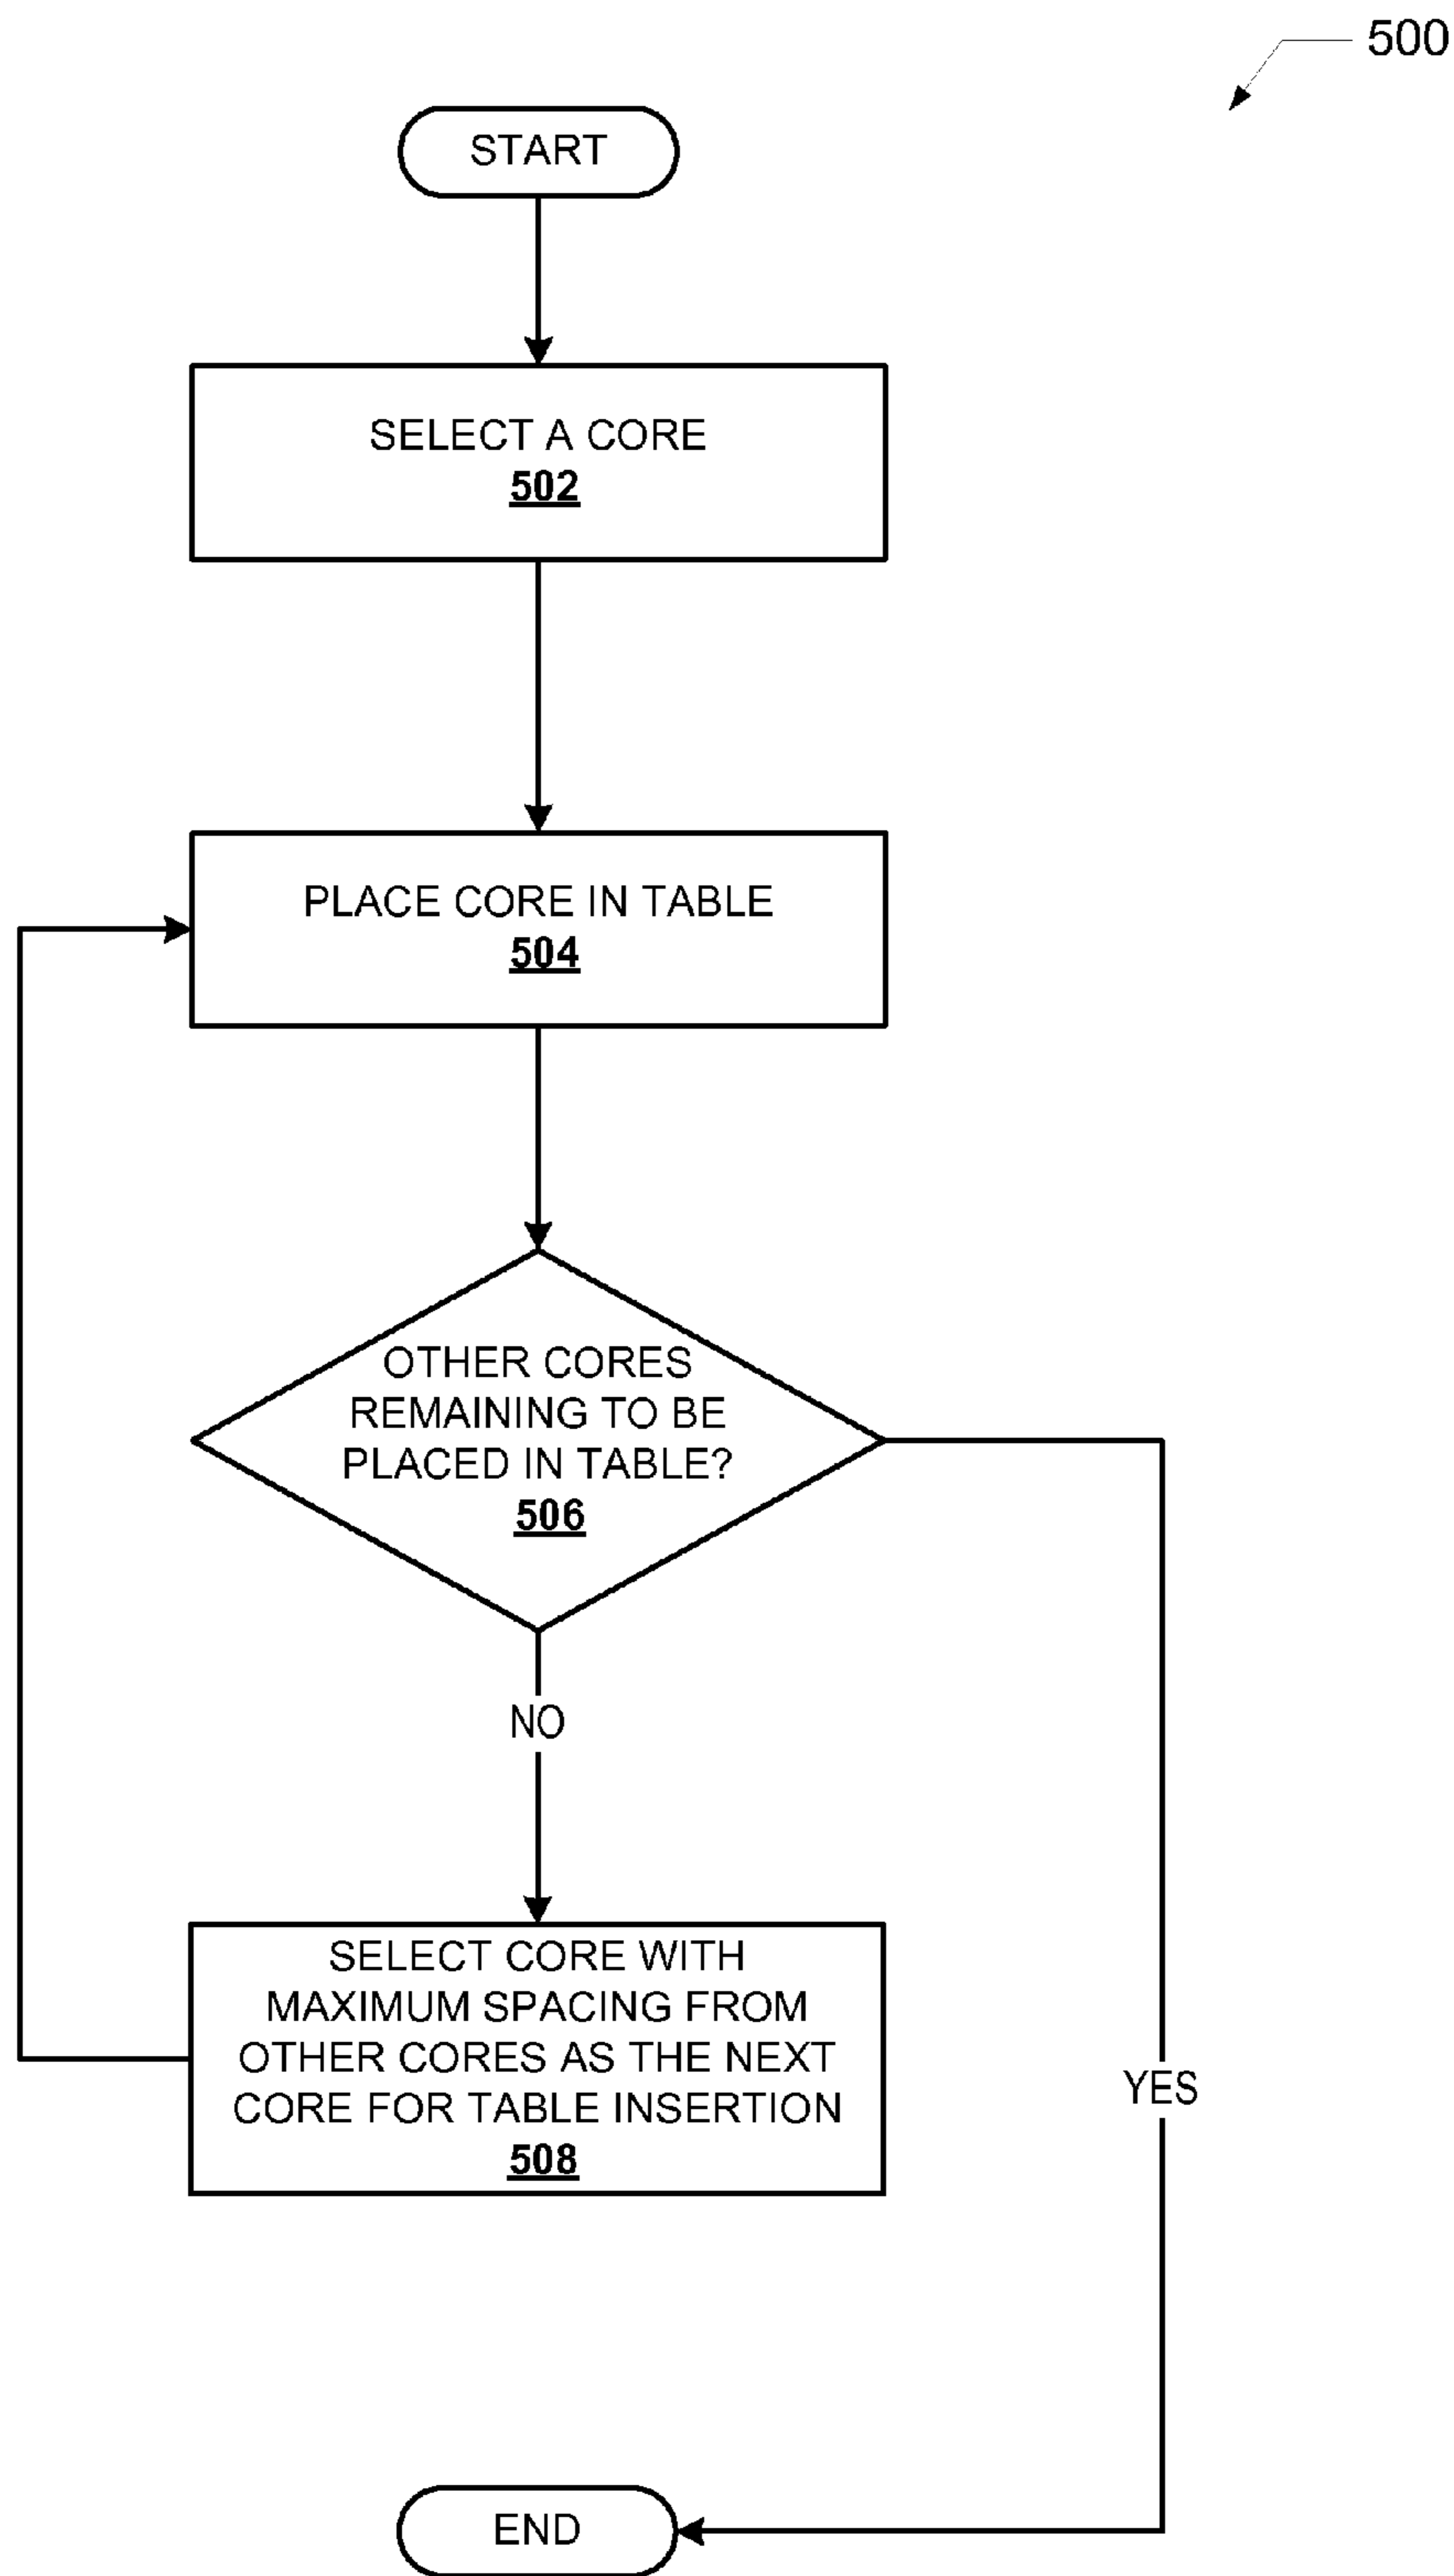 500
START
SELECT A CORE
502
PLACE CORE IN TABLE
504
OTHER CORES
REMAINING TO BE
PLACED IN TABLE?
506
NO
SELECT CORE WITH
MAXIMUM SPACING FROM
OTHER CORES AS THE NEXT
CORE FOR TABLE INSERTION
508
YES
END